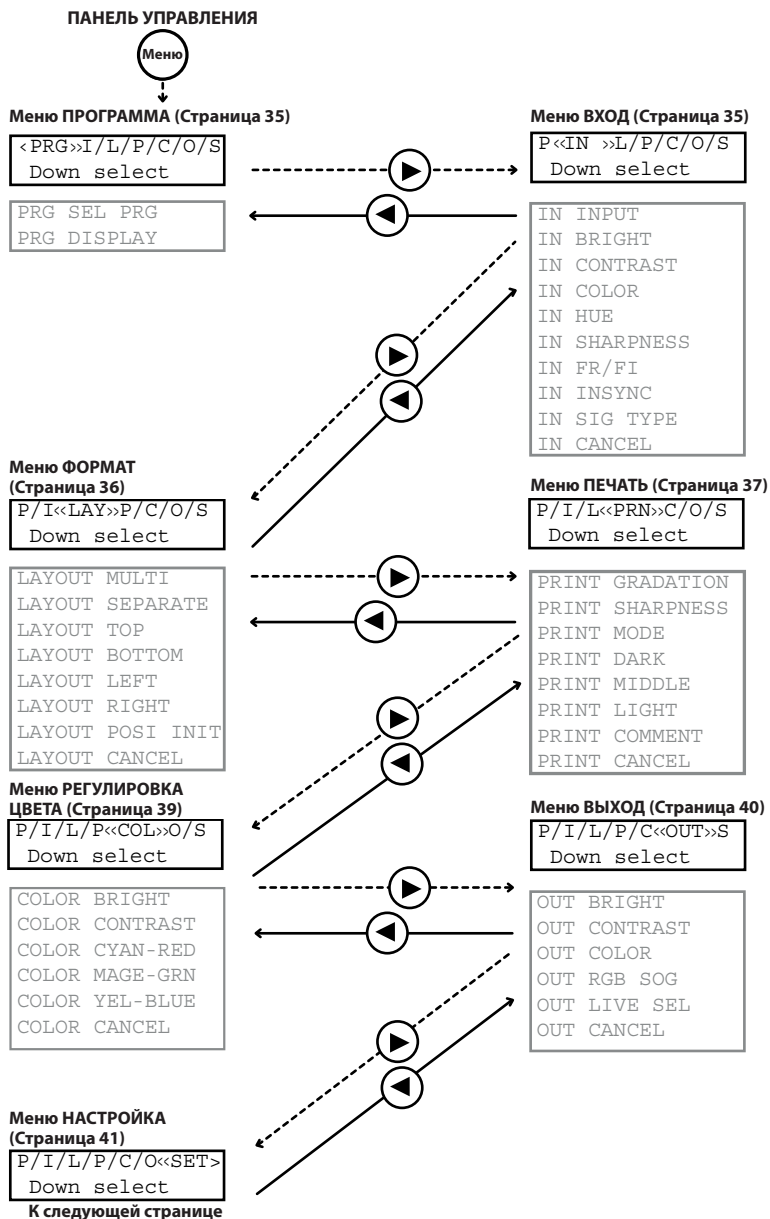 ПАНЕЛЬ УПРАВЛЕНИЯ
Меню
Меню ПРОГРАММА (Страница 35)
<PRG»I/L/P/C/O/S
Down select
PRG SEL PRG
PRG DISPLAY
Меню ВХОД (Страница 35)
P«IN »L/P/C/O/S
Down select
IN INPUT
IN BRIGHT
IN CONTRAST
IN COLOR
IN HUE
IN SHARPNESS
IN FR/FI
IN INSYNC
IN SIG TYPE
IN CANCEL
Меню ФОРМАТ
(Страница 36)
P/I«LAY»P/C/O/S
Down select
LAYOUT MULTI
LAYOUT SEPARATE
LAYOUT TOP
LAYOUT BOTTOM
LAYOUT LEFT
LAYOUT RIGHT
LAYOUT POSI INIT
LAYOUT CANCEL
Меню ПЕЧАТЬ (Страница 37)
P/I/L«PRN»C/O/S
Down select
PRINT GRADATION
PRINT SHARPNESS
PRINT MODE
PRINT DARK
PRINT MIDDLE
PRINT LIGHT
PRINT COMMENT
PRINT CANCEL
Меню РЕГУЛИРОВКА
ЦВЕТА (Страница 39)
P/I/L/P«COL»O/S
Down select
COLOR BRIGHT
COLOR CONTRAST
COLOR CYAN-RED
COLOR MAGE-GRN
COLOR YEL-BLUE
COLOR CANCEL
Меню ВЫХОД (Страница 40)
P/I/L/P/C«OUT»S
Down select
OUT BRIGHT
OUT CONTRAST
OUT COLOR
OUT RGB SOG
OUT LIVE SEL
OUT CANCEL
Меню НАСТРОЙКА
(Страница 41)
P/I/L/P/C/O«SET>
Down select
К следующей странице